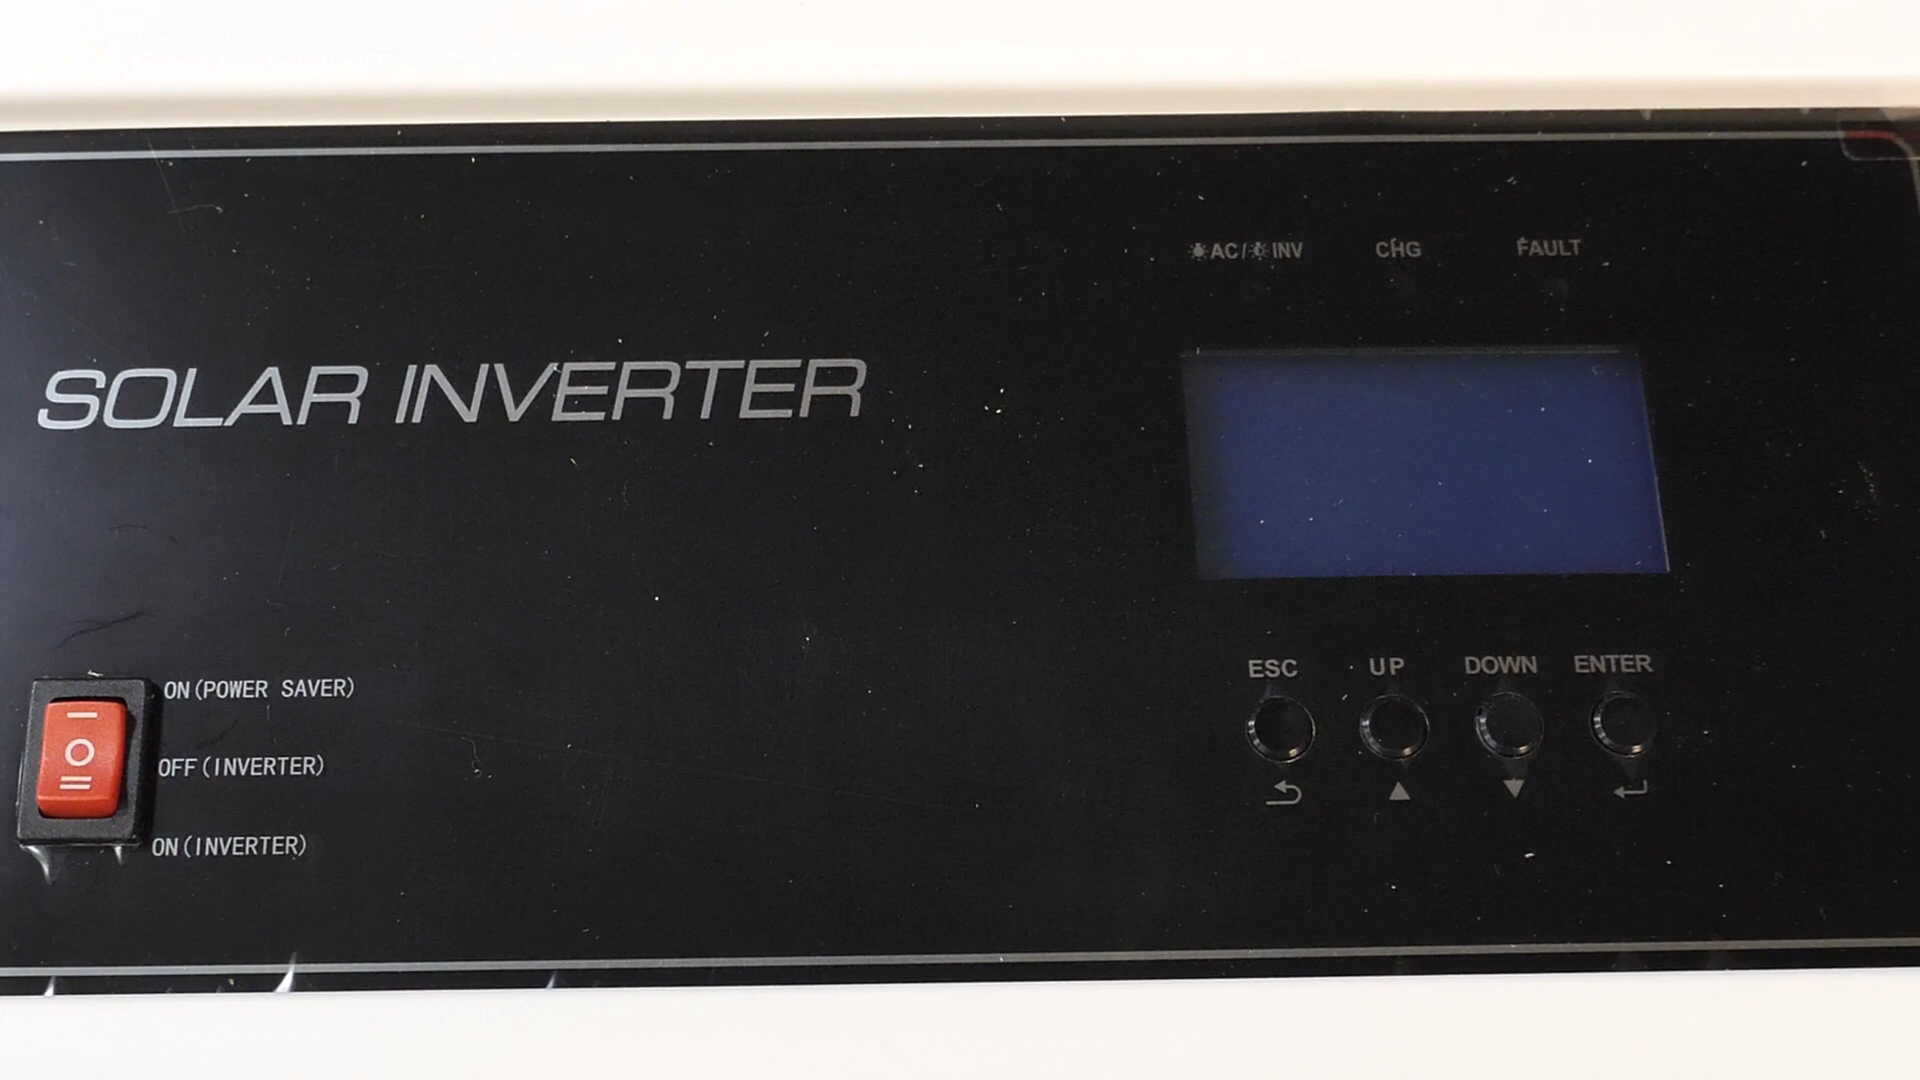 AC/ INV CHG FAULT
SOLAR INVERTER
ESC UP DOWN ENTER
ON(POWER SAVER)
OFF(INVERTER)
ON(INVERTER)